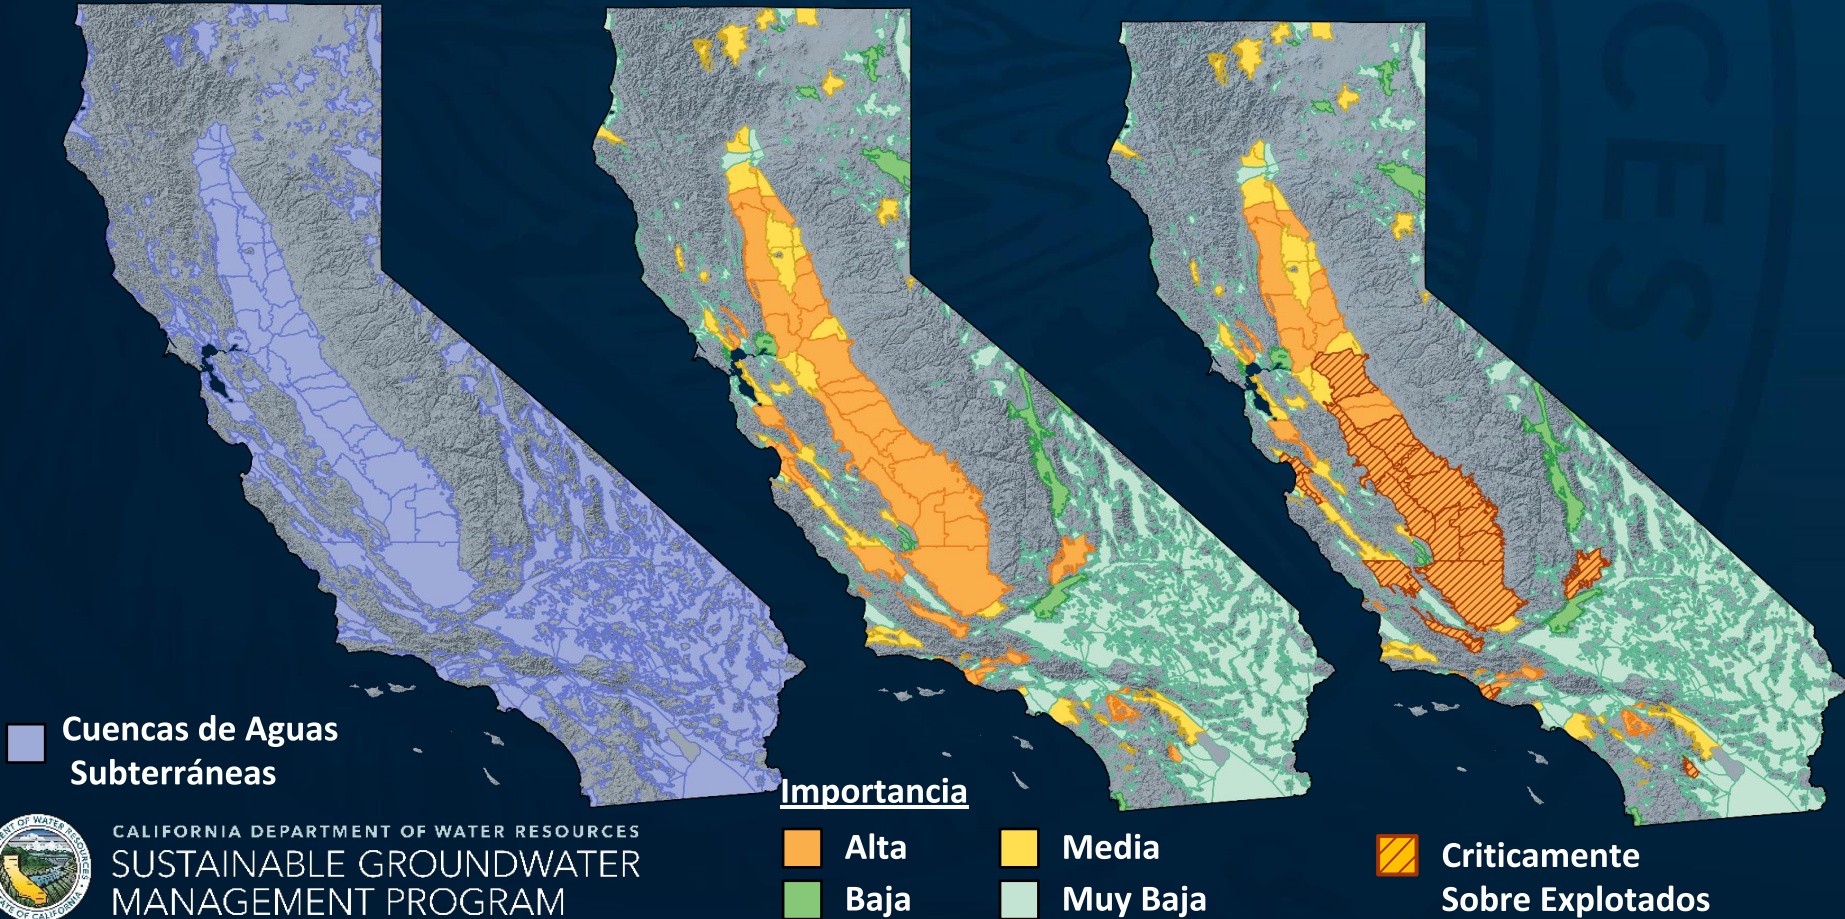 CES
Cuencas de Aguas
Subterráneas
CALIFORNIA DEPARTMENT OF WATER RESOURCES
SUSTAINABLE GROUNDWATER
MANAGEMENT PROGRAM
Importancia
Alta
Media
Baja
Muy Baja
Criticamente
Sobre Explotados